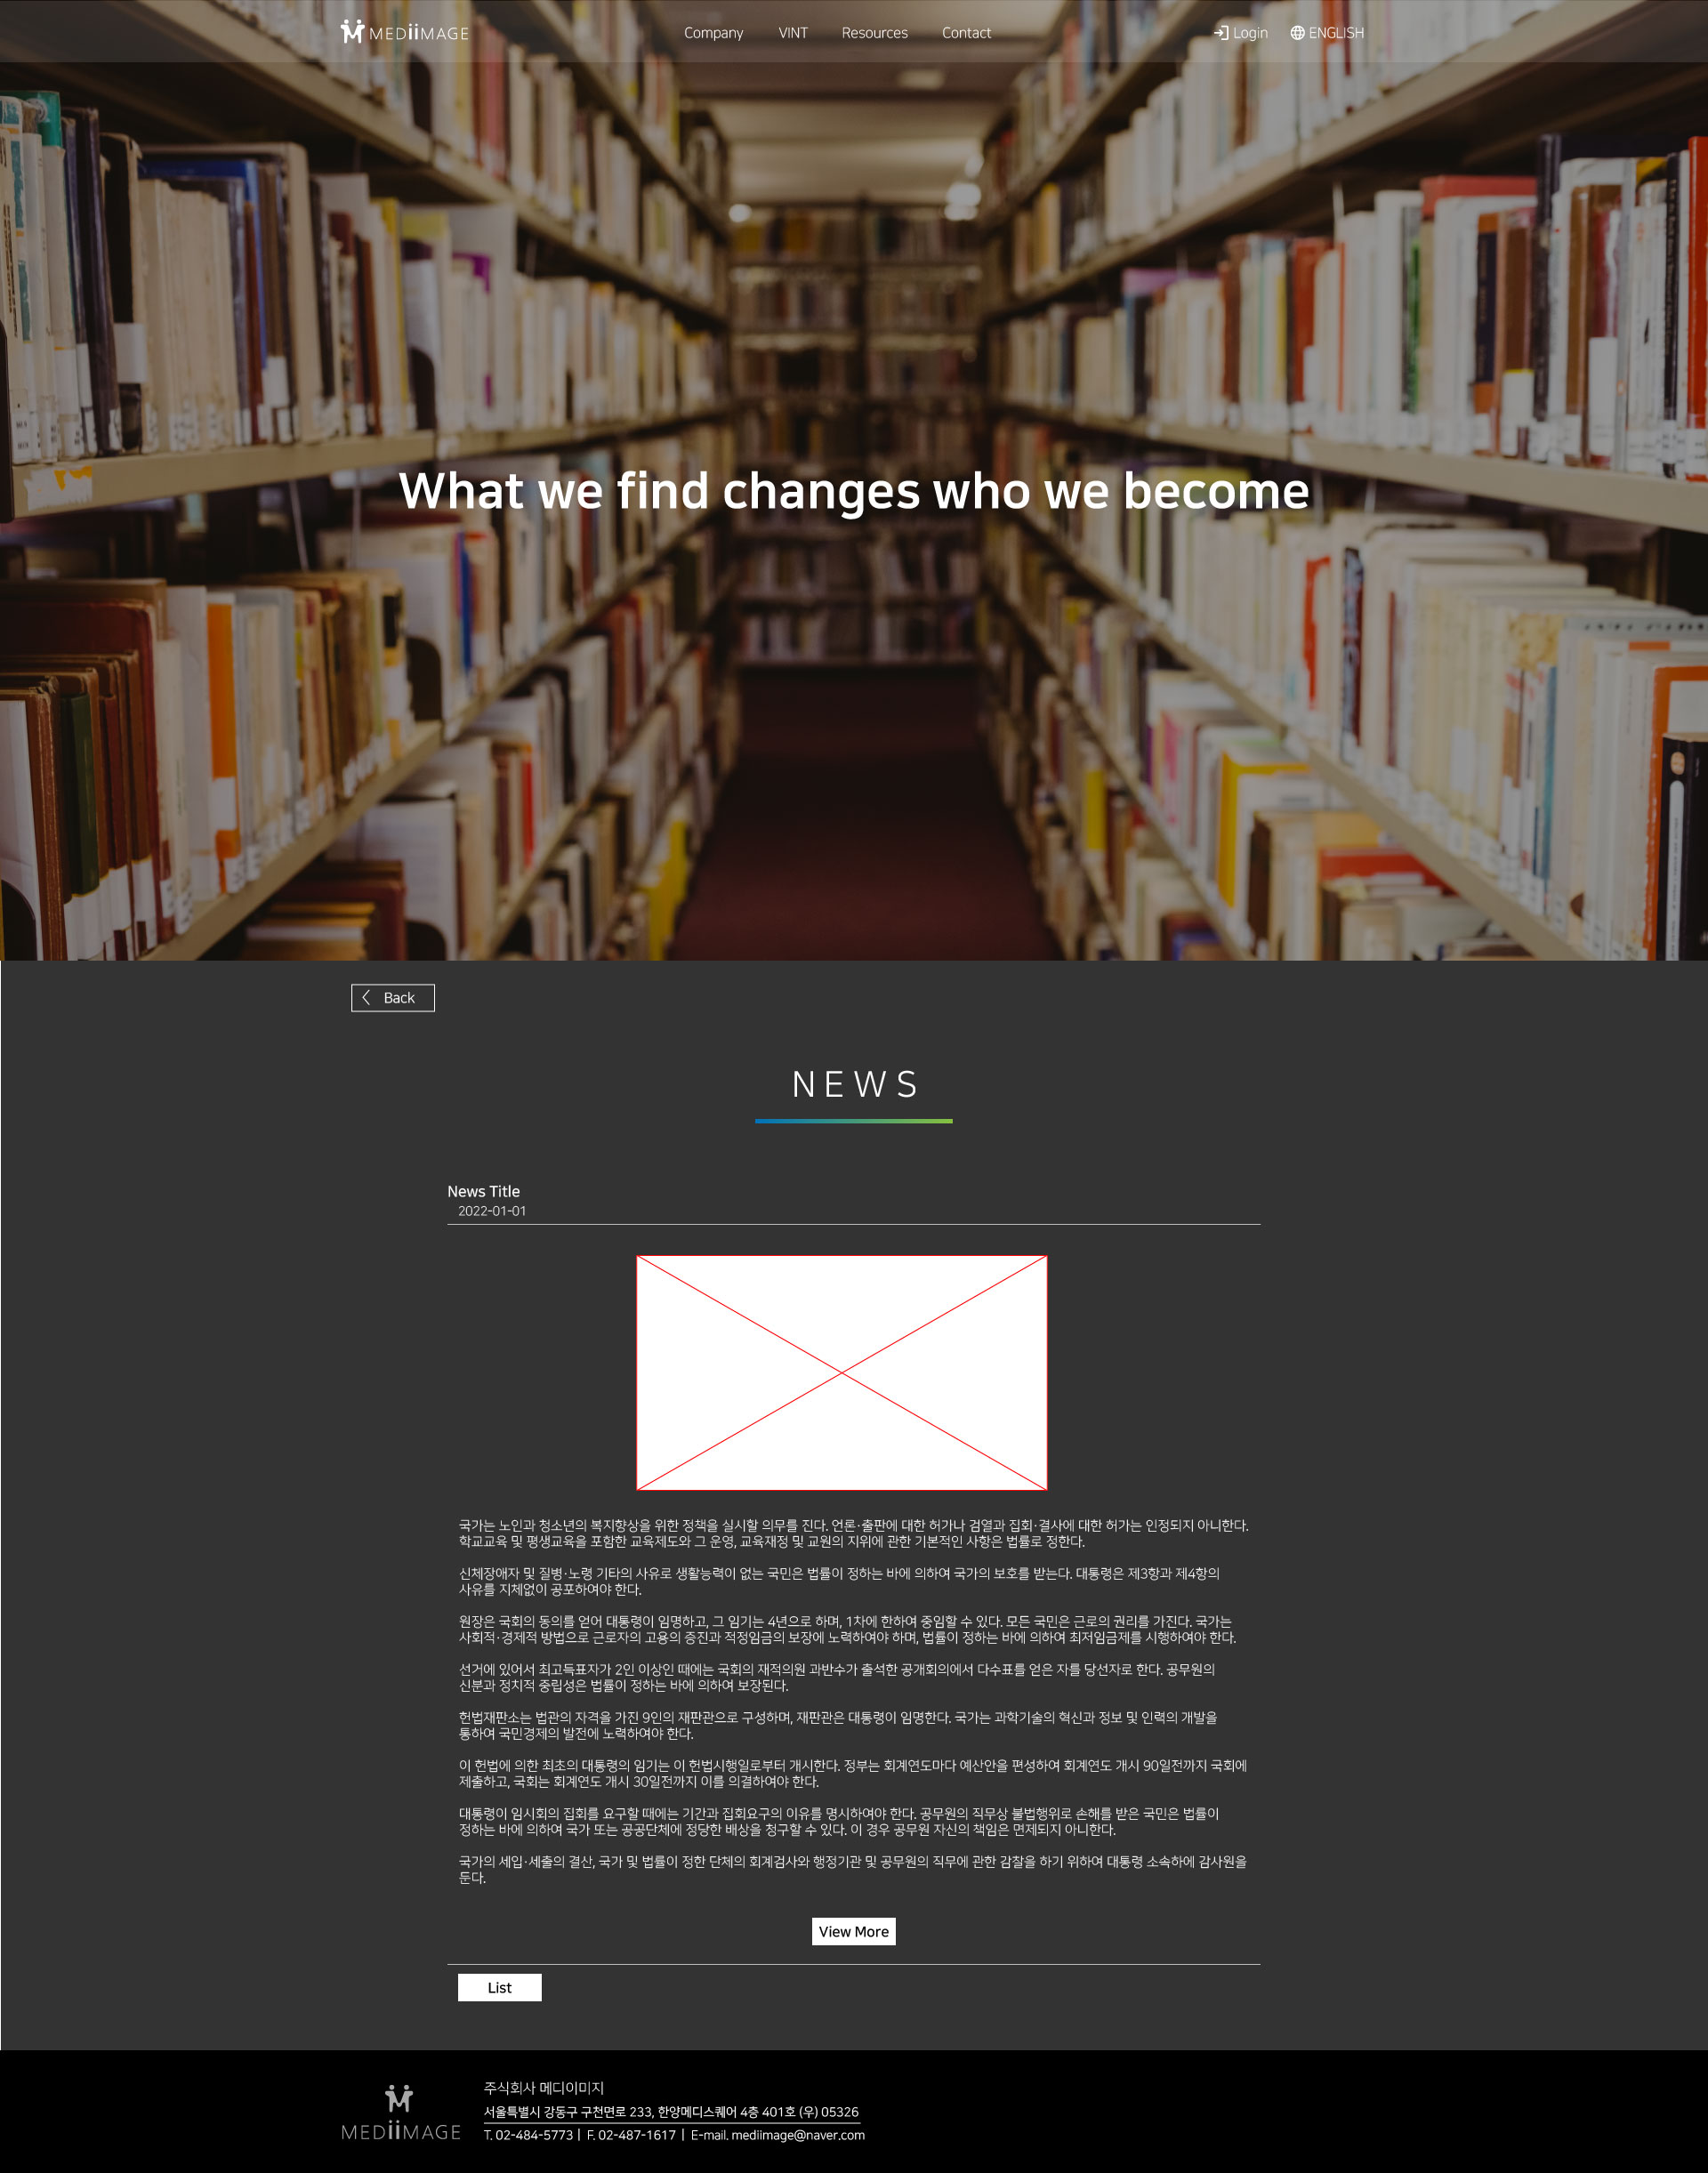 MEDiiMAGE
Company
VINT
Resources
Contact
Login
ENGLISH
What we find changes who we become
Back
NEWS
News Title
2022-01-01
국가는 노인과 청소년의 복지향상을 위한 정책을 실시할 의무를 진다. 언론·출판에 대한 허가나 검열과 집회·결사에 대한 허가는 인정되지 아니한다.
학교교육 및 평생교육을 포함한 교육제도와 그 운영, 교육재정 및 교원의 지위에 관한 기본적인 사항은 법률로 정한다.
신체장애자 및 질병·노령 기타의 사유로 생활능력이 없는 국민은 법률이 정하는 바에 의하여 국가의 보호를 받는다. 대통령은 제3항과 제4항의
사유를 지체없이 공포하여야 한다.
원장은 국회의 동의를 얻어 대통령이 임명하고, 그 임기는 4년으로 하며, 1차에 한하여 중임할 수 있다. 모든 국민은 근로의 권리를 가진다. 국가는
사회적·경제적 방법으로 근로자의 고용의 증진과 적정임금의 보장에 노력하여야 하며, 법률이 정하는 바에 의하여 최저임금제를 시행하여야 한다.
선거에 있어서 최고득표자가 2인 이상인 때에는 국회의 재적의원 과반수가 출석한 공개회의에서 다수표를 얻은 자를 당선자로 한다. 공무원의
신분과 정치적 중립성은 법률이 정하는 바에 의하여 보장된다.
헌법재판소는 법관의 자격을 가진 9인의 재판관으로 구성하며, 재판관은 대통령이 임명한다. 국가는 과학기술의 혁신과 정보 및 인력의 개발을
통하여 국민경제의 발전에 노력하여야 한다.
이 헌법에 의한 최초의 대통령의 임기는 이 헌법시행일로부터 개시한다. 정부는 회계연도마다 예산안을 편성하여 회계연도 개시 90일전까지 국회에
제출하고, 국회는 회계연도 개시 30일전까지 이를 의결하여야 한다.
대통령이 임시회의 집회를 요구할 때에는 기간과 집회요구의 이유를 명시하여야 한다. 공무원의 직무상 불법행위로 손해를 받은 국민은 법률이
정하는 바에 의하여 국가 또는 공공단체에 정당한 배상을 청구할 수 있다. 이 경우 공무원 자신의 책임은 면제되지 아니한다.
국가의 세입·세출의 결산, 국가 및 법률이 정한 단체의 회계검사와 행정기관 및 공무원의 직무에 관한 감찰을 하기 위하여 대통령 소속하에 감사원을
둔다.
View More
List
MEDiiMAGE
주식회사 메디이미지
서울특별시 강동구 구천면로 233, 한양메디스퀘어 4층 401호 (우) 05326
T. 02-484-5773 | F. 02-487-1617 | E-mail. mediimage@naver.com